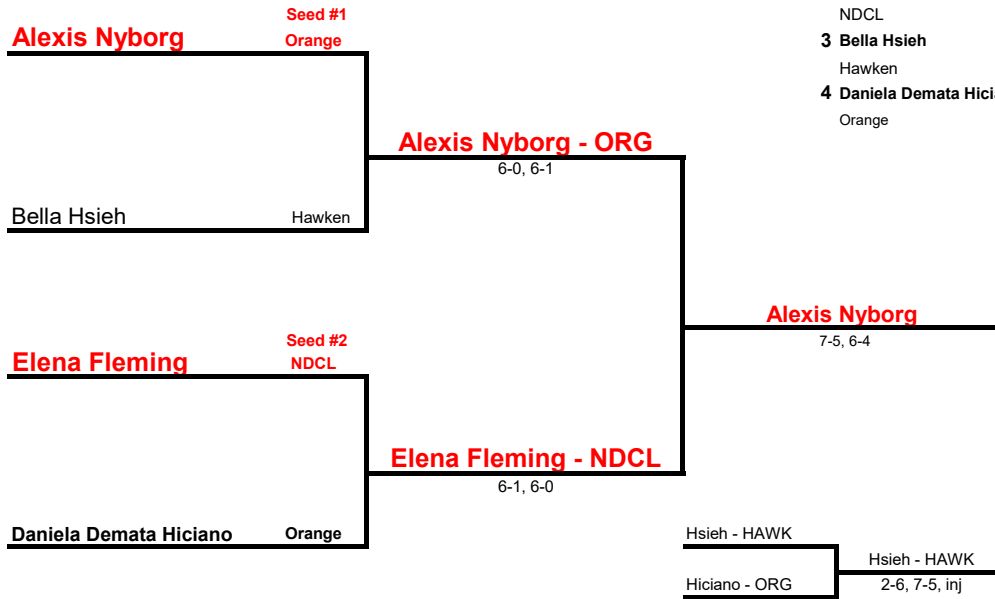 Seed #1
Alexis Nyborg Orange
NDCL
3 Bella Hsieh
Hawken
4 Daniela Demata Hici
Orange
Alexis Nyborg - ORG
6-0, 6-1
Bella Hsieh Hawken
Alexis Nyborg
7-5, 6-4
Seed #2
Elena Fleming NDCL
Elena Fleming - NDCL
6-1, 6-0
Daniela Demata Hiciano Orange
Hsieh - HAWK
Hsieh - HAWK
2-6, 7-5, inj
Hiciano - ORG